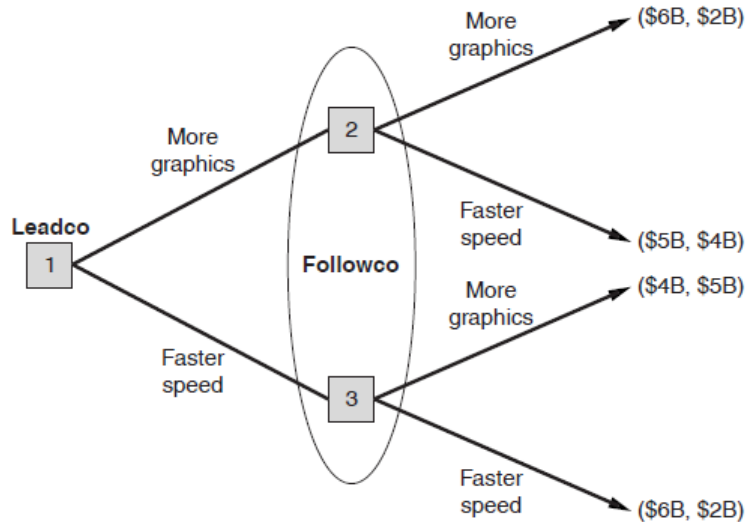 More
graphics
($6B, $2B)
More
graphics
2
Leadco
1
Faster
speed
($5B, $4B)
Followco
More
graphics
($4B, $5B)
Faster
speed
3
Faster
speed
($6B, $2B)